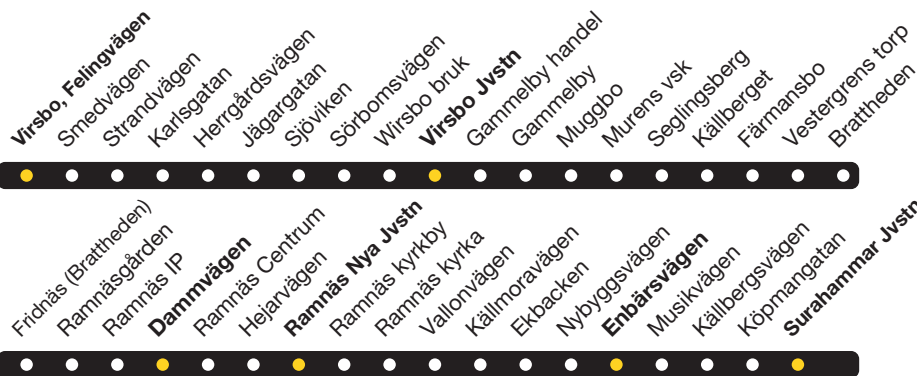 Virsbo, Felingvägen
Smedvägen
Strandvägen
Karlsgatan
Herrgårdsvägen
Jägargatan
Sjöviken
Sörbomsvägen
Wirsbo bruk
Virsbo Jvstn
Gammelby handel
Gammelby
Muggbo
Murens vsk
Seglingsberg
Källberget
Färmansbo
Vestergrens torp
Brattheden
Fridnäs (Brattheden)
Ramnäsgården
Ramnäs IP
Dammvägen
Ramnäs Centrum
Hejarvägen
Ramnäs Nya Jvstn
Ramnäs kyrkby
Ramnäs kyrka
Vallonvägen
Källmoravägen
Ekbacken
Nybyggsvägen
Enbärsvägen
Musikvägen
Källbergsvägen
Köpmangatan
Surahammar Jvstn